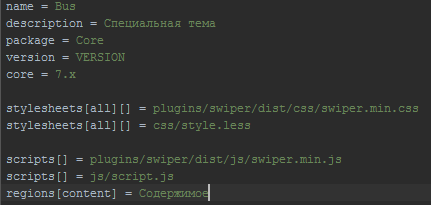 name = Bus
description = Специальная тема
package = Core
version = VERSION
core = 7.x
stylesheets[all][] = plugins/swiper/dist/css/swiper.min.css
stylesheets[all][] = css/style.less
scripts[] = plugins/swiper/dist/js/swiper.min.js
scripts[] = js/script.js
regions[content] = Содержимое